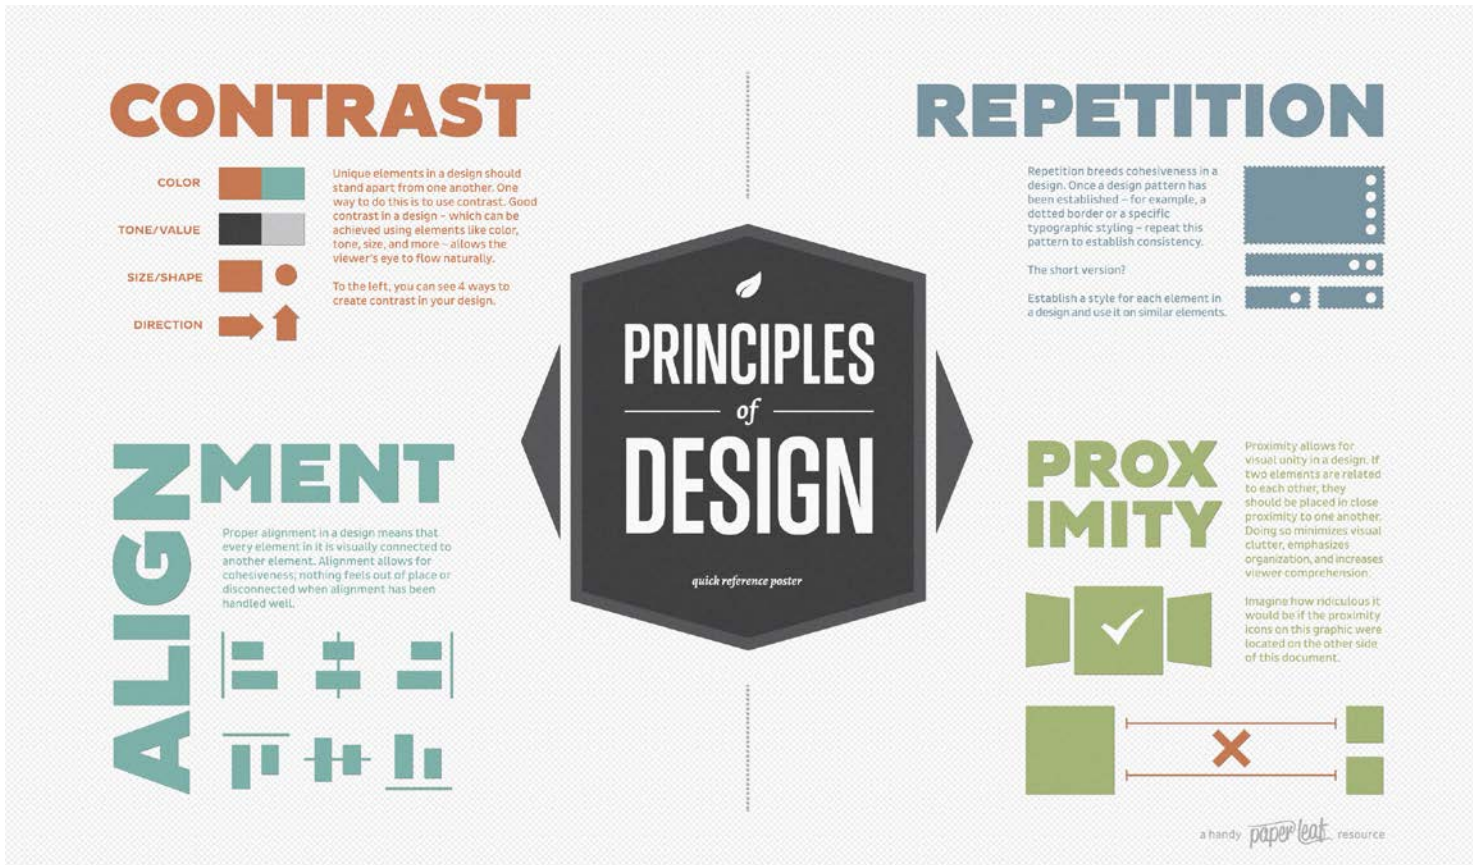 CONTRAST
COLOR
TONE/VALUE
SIZE/SHAPE
DIRECTION
Unique elements in a design should
stand apart from one another. One
way to do this is to use contrast. Good
contrast in a design – which can be
achieved using elements like color,
tone, size, and more – allows the
viewer's eye to flow naturally.
To the left, you can see 4 ways to
create contrast in your design.
REPETITION
Repetition breeds cohesiveness in a
design. Once a design pattern has
been established – for example, a
dotted border or a specific
typographic styling – repeat this
pattern to establish consistency.
The short version?
Establish a style for each element in
a design and use it on similar elements.
PRINCIPLES
of
DESIGN
quick reference poster
ALIGNMENT
Proper alignment in a design means that
every element in it is visually connected to
another element. Alignment allows for
cohesiveness; nothing feels out of place or
disconnected when alignment has been
handled well.
PROX
IMITY
Proximity allows for
visual unity in a design. If
two elements are related
to each other, they
should be placed in close
proximity to one another.
Doing so minimizes visual
clutter, emphasizes
organization, and increases
viewer comprehension.
Imagine how ridiculous it
would be if the proximity
icons on this graphic were
located on the other side
of this document.
a handy paper leaf resource